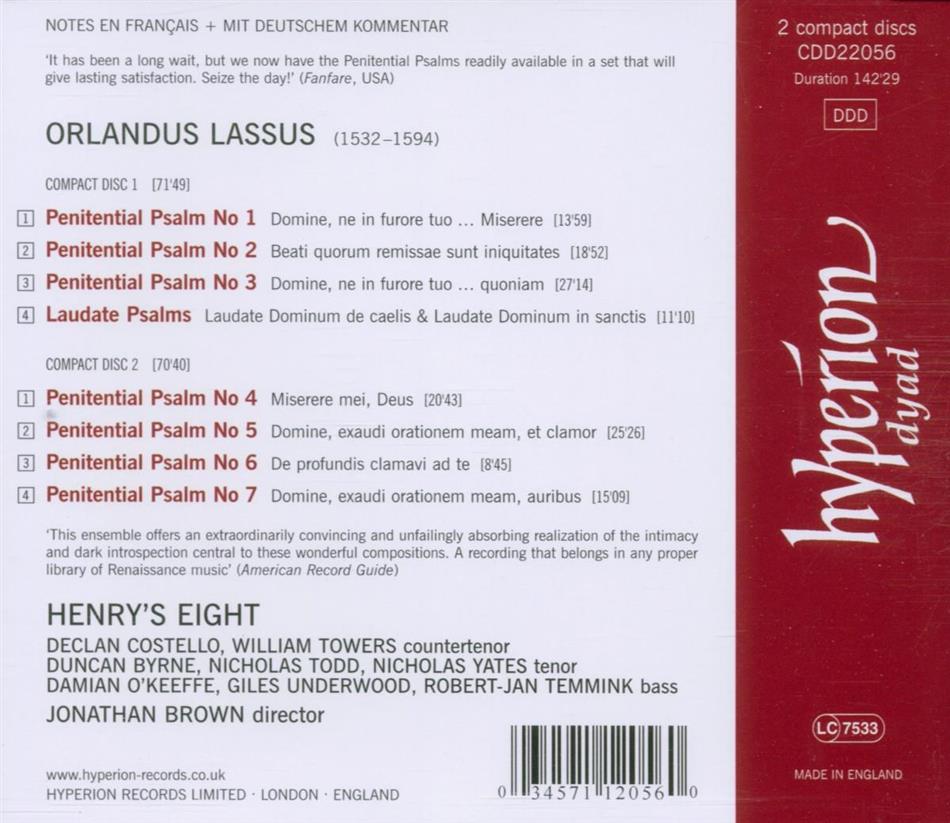 NOTES EN FRANÇAIS + MIT DEUTSCHEM KOMMENTAR
‘It has been a long wait, but we now have the Penitential Psalms readily available in a set that will
give lasting satisfaction. Seize the day!’ (Fanfare, USA)
ORLANDUS LASSUS (1532–1594)
COMPACT DISC 1 [71'49]
1 Penitential Psalm No 1 Domine, ne in furore tuo … Miserere [13'59]
2 Penitential Psalm No 2 Beati quorum remissae sunt iniquitates [18'52]
3 Penitential Psalm No 3 Domine, ne in furore tuo … quoniam [27'14]
4 Laudate Psalms Laudate Dominum de caelis & Laudate Dominum in sanctis [11'10]
COMPACT DISC 2 [70'40]
1 Penitential Psalm No 4 Miserere mei, Deus [20'43]
2 Penitential Psalm No 5 Domine, exaudi orationem meam, et clamor [25'26]
3 Penitential Psalm No 6 De profundis clamavi ad te [8'45]
4 Penitential Psalm No 7 Domine, exaudi orationem meam, auribus [15'09]
‘This ensemble offers an extraordinarily convincing and unfailingly absorbing realization of the intimacy
and dark introspection central to these wonderful compositions. A recording that belongs in any proper
library of Renaissance music’ (American Record Guide)
HENRY’S EIGHT
DECLAN COSTELLO, WILLIAM TOWERS countertenor
DUNCAN BYRNE, NICHOLAS TODD, NICHOLAS YATES tenor
DAMIAN O’KEEFFE, GILES UNDERWOOD, ROBERT-JAN TEMMINK bass
JONATHAN BROWN director
www.hyperion-records.co.uk
HYPERION RECORDS LIMITED · LONDON · ENGLAND
0 34571 12056 0
2 compact discs
CDD22056
Duration 142'29
DDD
hyperion
dyad
LC 7533
MADE IN ENGLAND